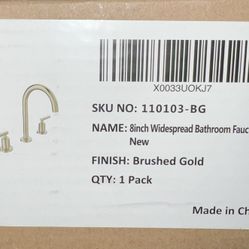 X0033UOKJ7
SKU NO: 110103-BG
NAME: 8inch Widespread Bathroom Fauc
New
FINISH: Brushed Gold
QTY: 1 Pack
Made in Ch